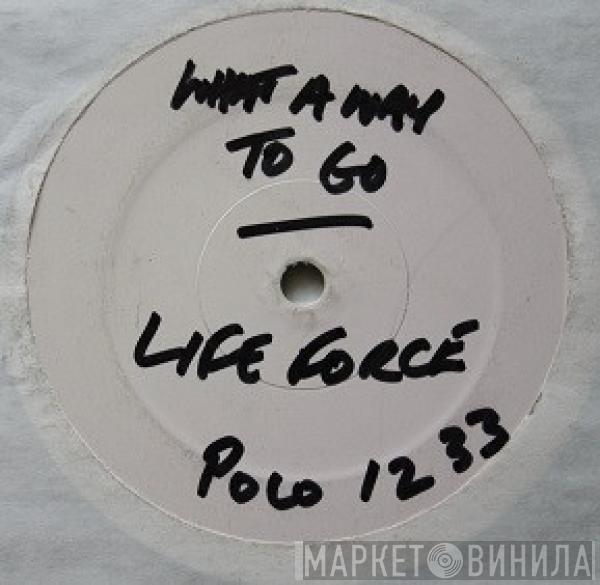 WHAT A WAY
TO GO
LIFE FORCE
POLO 12 33
МАРКЕТ ВИНИЛА